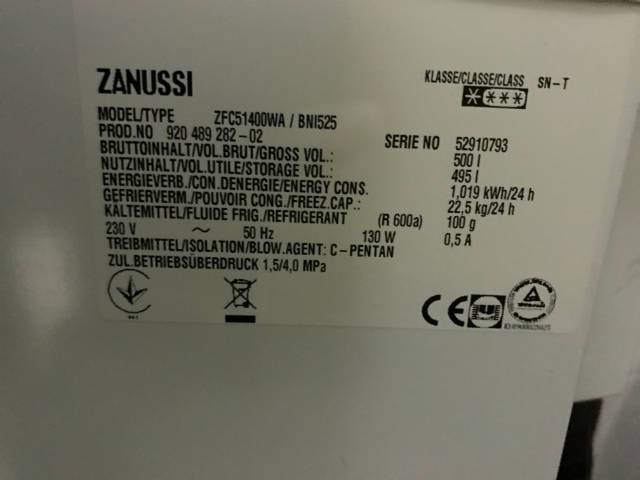 ZANUSSI
KLASSE/CLASSE/CLASS SN-T
MODEL/TYPE ZFC51400WA / BNI525
PROD.NO 920 489 282-02
SERIE NO 52910793
BRUTTOINHALT/VOL.BRUT/GROSS VOL.: 500 l
NUTZINHALT/VOL.UTILE/STORAGE VOL.: 495 l
ENERGIEVERB./CON.DENERGIE/ENERGY CONS. 1,019 kWh/24 h
GEFRIERVERM./POUVOIR CONG./FREEZ.CAP.: 22,5 kg/24 h
KÄLTEMITTEL/FLUIDE FRIG./REFRIGERANT (R 600a) 100 g
230 V ~ 50 Hz 130 W 0,5 A
TREIBMITTEL/ISOLATION/BLOW.AGENT: C-PENTAN
ZUL.BETRIEBSÜBERDRUCK 1,5/4,0 MPa
CE